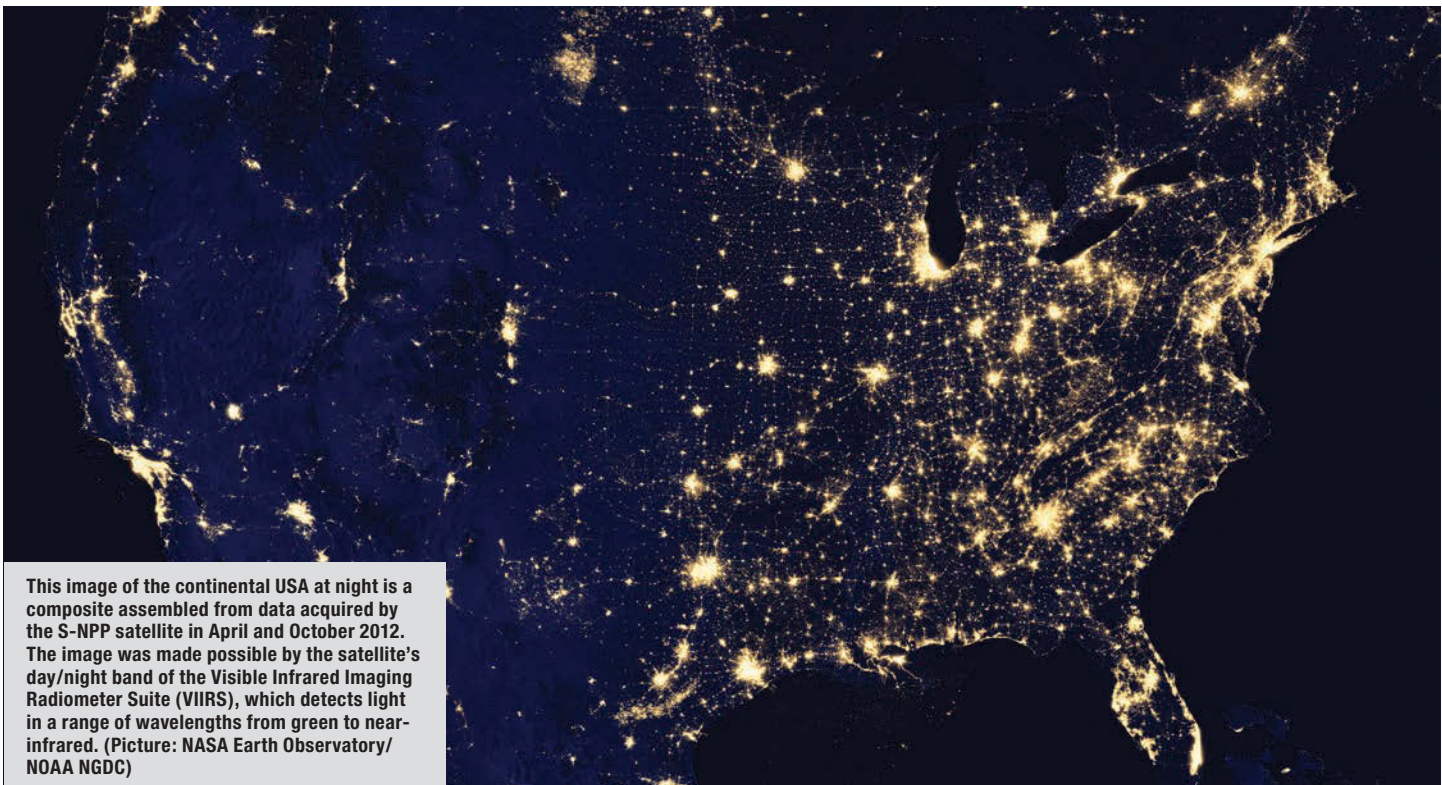 This image of the continental USA at night is a
composite assembled from data acquired by
the S-NPP satellite in April and October 2012.
The image was made possible by the satellite's
day/night band of the Visible Infrared Imaging
Radiometer Suite (VIIRS), which detects light
in a range of wavelengths from green to near-
infrared. (Picture: NASA Earth Observatory/
NOAA NGDC)